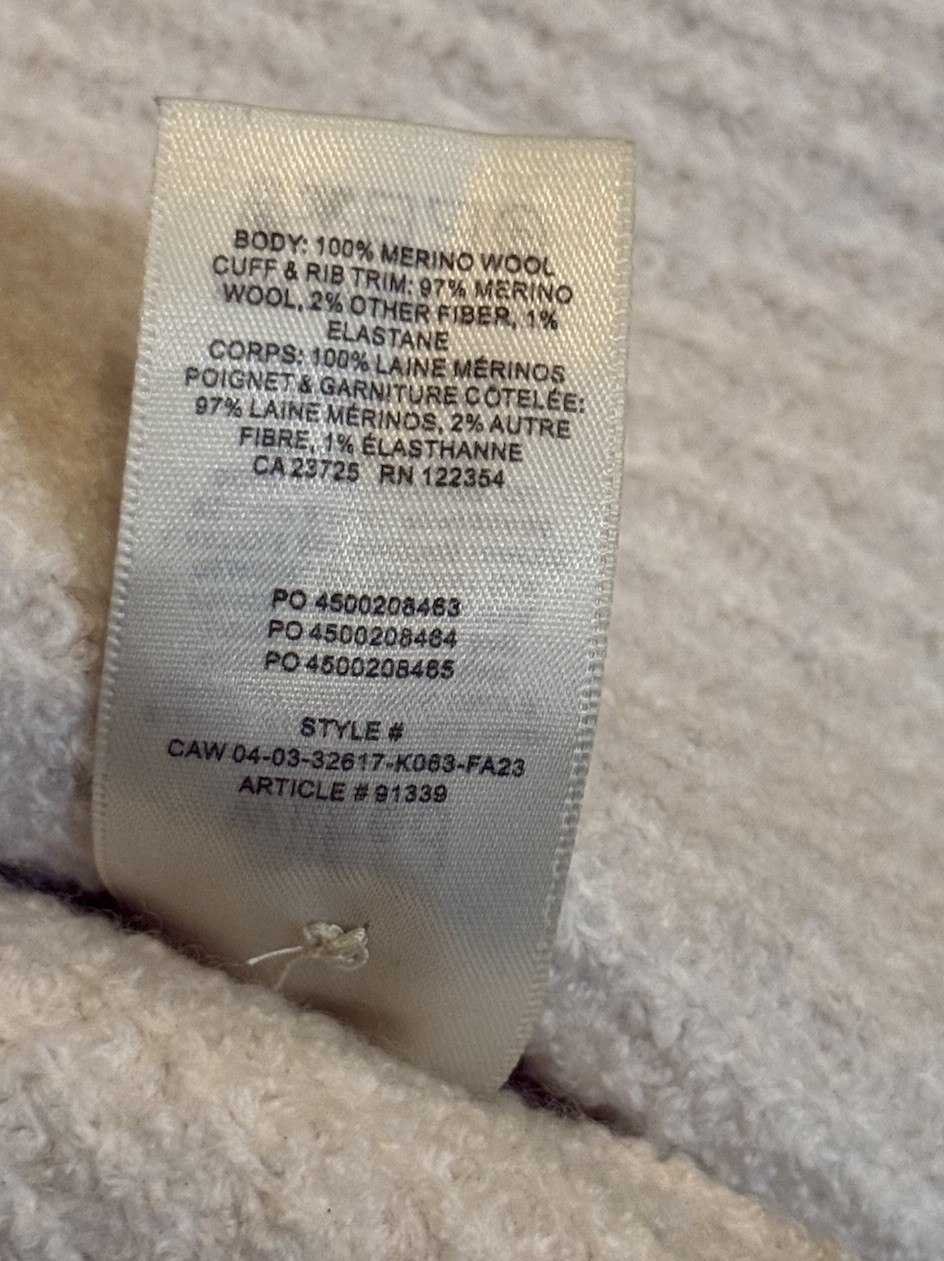 BODY: 100% MERINO WOOL
CUFF & RIB TRIM: 97% MERINO
WOOL, 2% OTHER FIBER, 1%
ELASTANE
CORPS: 100% LAINE MÉRINOS
POIGNET & GARNITURE CÔTELÉE:
97% LAINE MÉRINOS, 2% AUTRE
FIBRE, 1% ÉLASTHANNE
CA 23725 RN 122354
PO 4500208463
PO 4500208464
PO 4500208465
STYLE #
CAW 04-03-32617-K063-FA23
ARTICLE # 91339